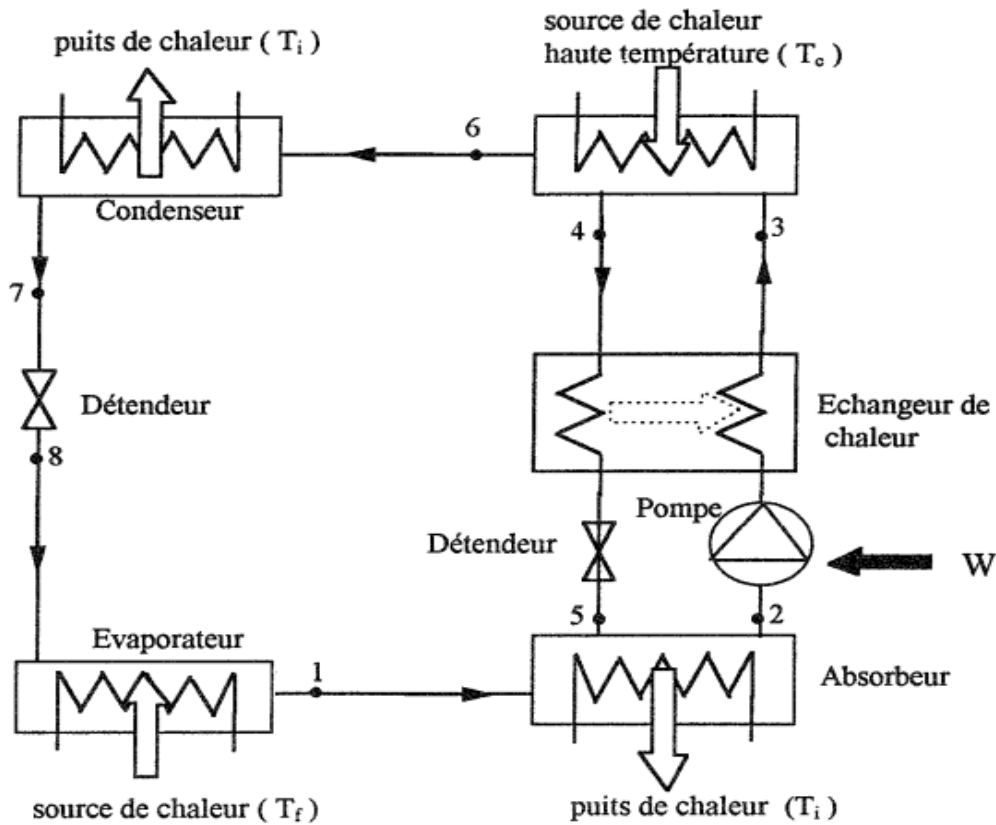 puits de chaleur ( Tᵢ )
source de chaleur
haute température ( T꜀ )
6
Condenseur
4
3
7
Détendeur
Echangeur de
chaleur
8
Pompe
Détendeur
W
5
2
Evaporateur
1
Absorbeur
source de chaleur ( T_f )
puits de chaleur (Tᵢ)